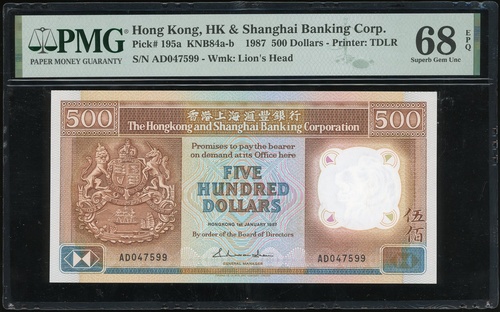 PMG
PAPER MONEY GUARANTY
Hong Kong, HK & Shanghai Banking Corp.
Pick# 195a KNB84a-b 1987 500 Dollars - Printer: TDLR
S/N AD047599 - Wmk: Lion's Head
68 EPQ
Superb Gem Unc
500
香港上海滙豐銀行
500
The Hongkong and Shanghai Banking Corporation
Promises to pay the bearer
on demand at its Office here
FIVE
HUNDRED
DOLLARS
HONGKONG 1st JANUARY 1987
By order of the Board of Directors
伍佰
AD047599
GENERAL MANAGER
AD047599